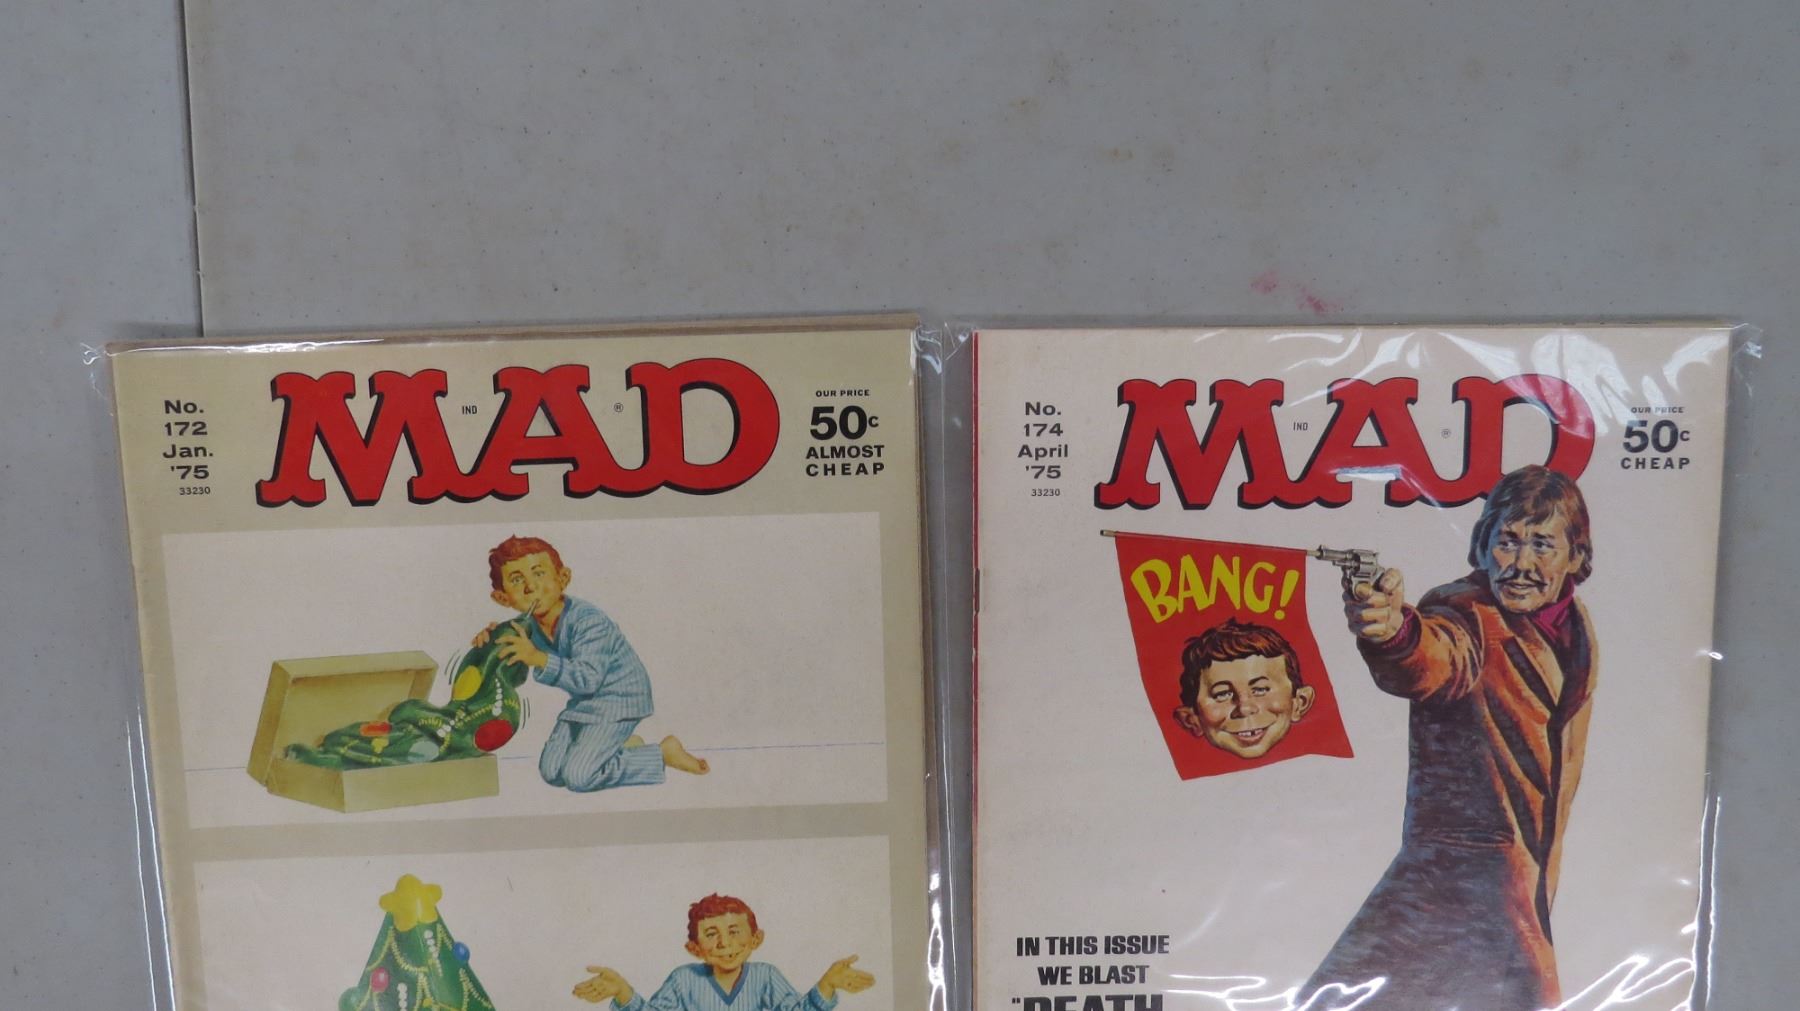 MAD
IND
®
No.
172
Jan.
'75
33230
OUR PRICE
50c
ALMOST
CHEAP
MAD
IND
®
No.
174
April
'75
33230
OUR PRICE
50c
CHEAP
BANG!
IN THIS ISSUE
WE BLAST
"DEATH